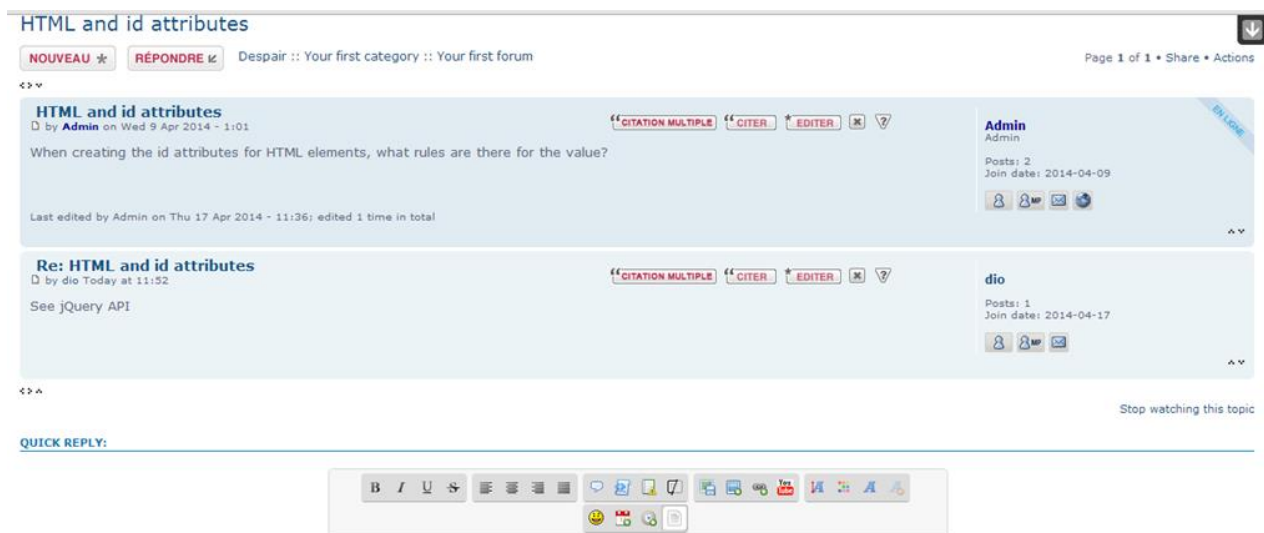 HTML and id attributes
NOUVEAU RÉPONDRE Despair :: Your first category :: Your first forum Page 1 of 1 • Share • Actions
HTML and id attributes
by Admin on Wed 9 Apr 2014 - 1:01
CITATION MULTIPLE CITER EDITER
When creating the id attributes for HTML elements, what rules are there for the value?
Last edited by Admin on Thu 17 Apr 2014 - 11:36; edited 1 time in total
EN LIGNE
Admin
Admin
Posts: 2
Join date: 2014-04-09
MP
Re: HTML and id attributes
by dio Today at 11:52
CITATION MULTIPLE CITER EDITER
See jQuery API
dio
Posts: 1
Join date: 2014-04-17
MP
Stop watching this topic
QUICK REPLY:
B I U S
You Tube